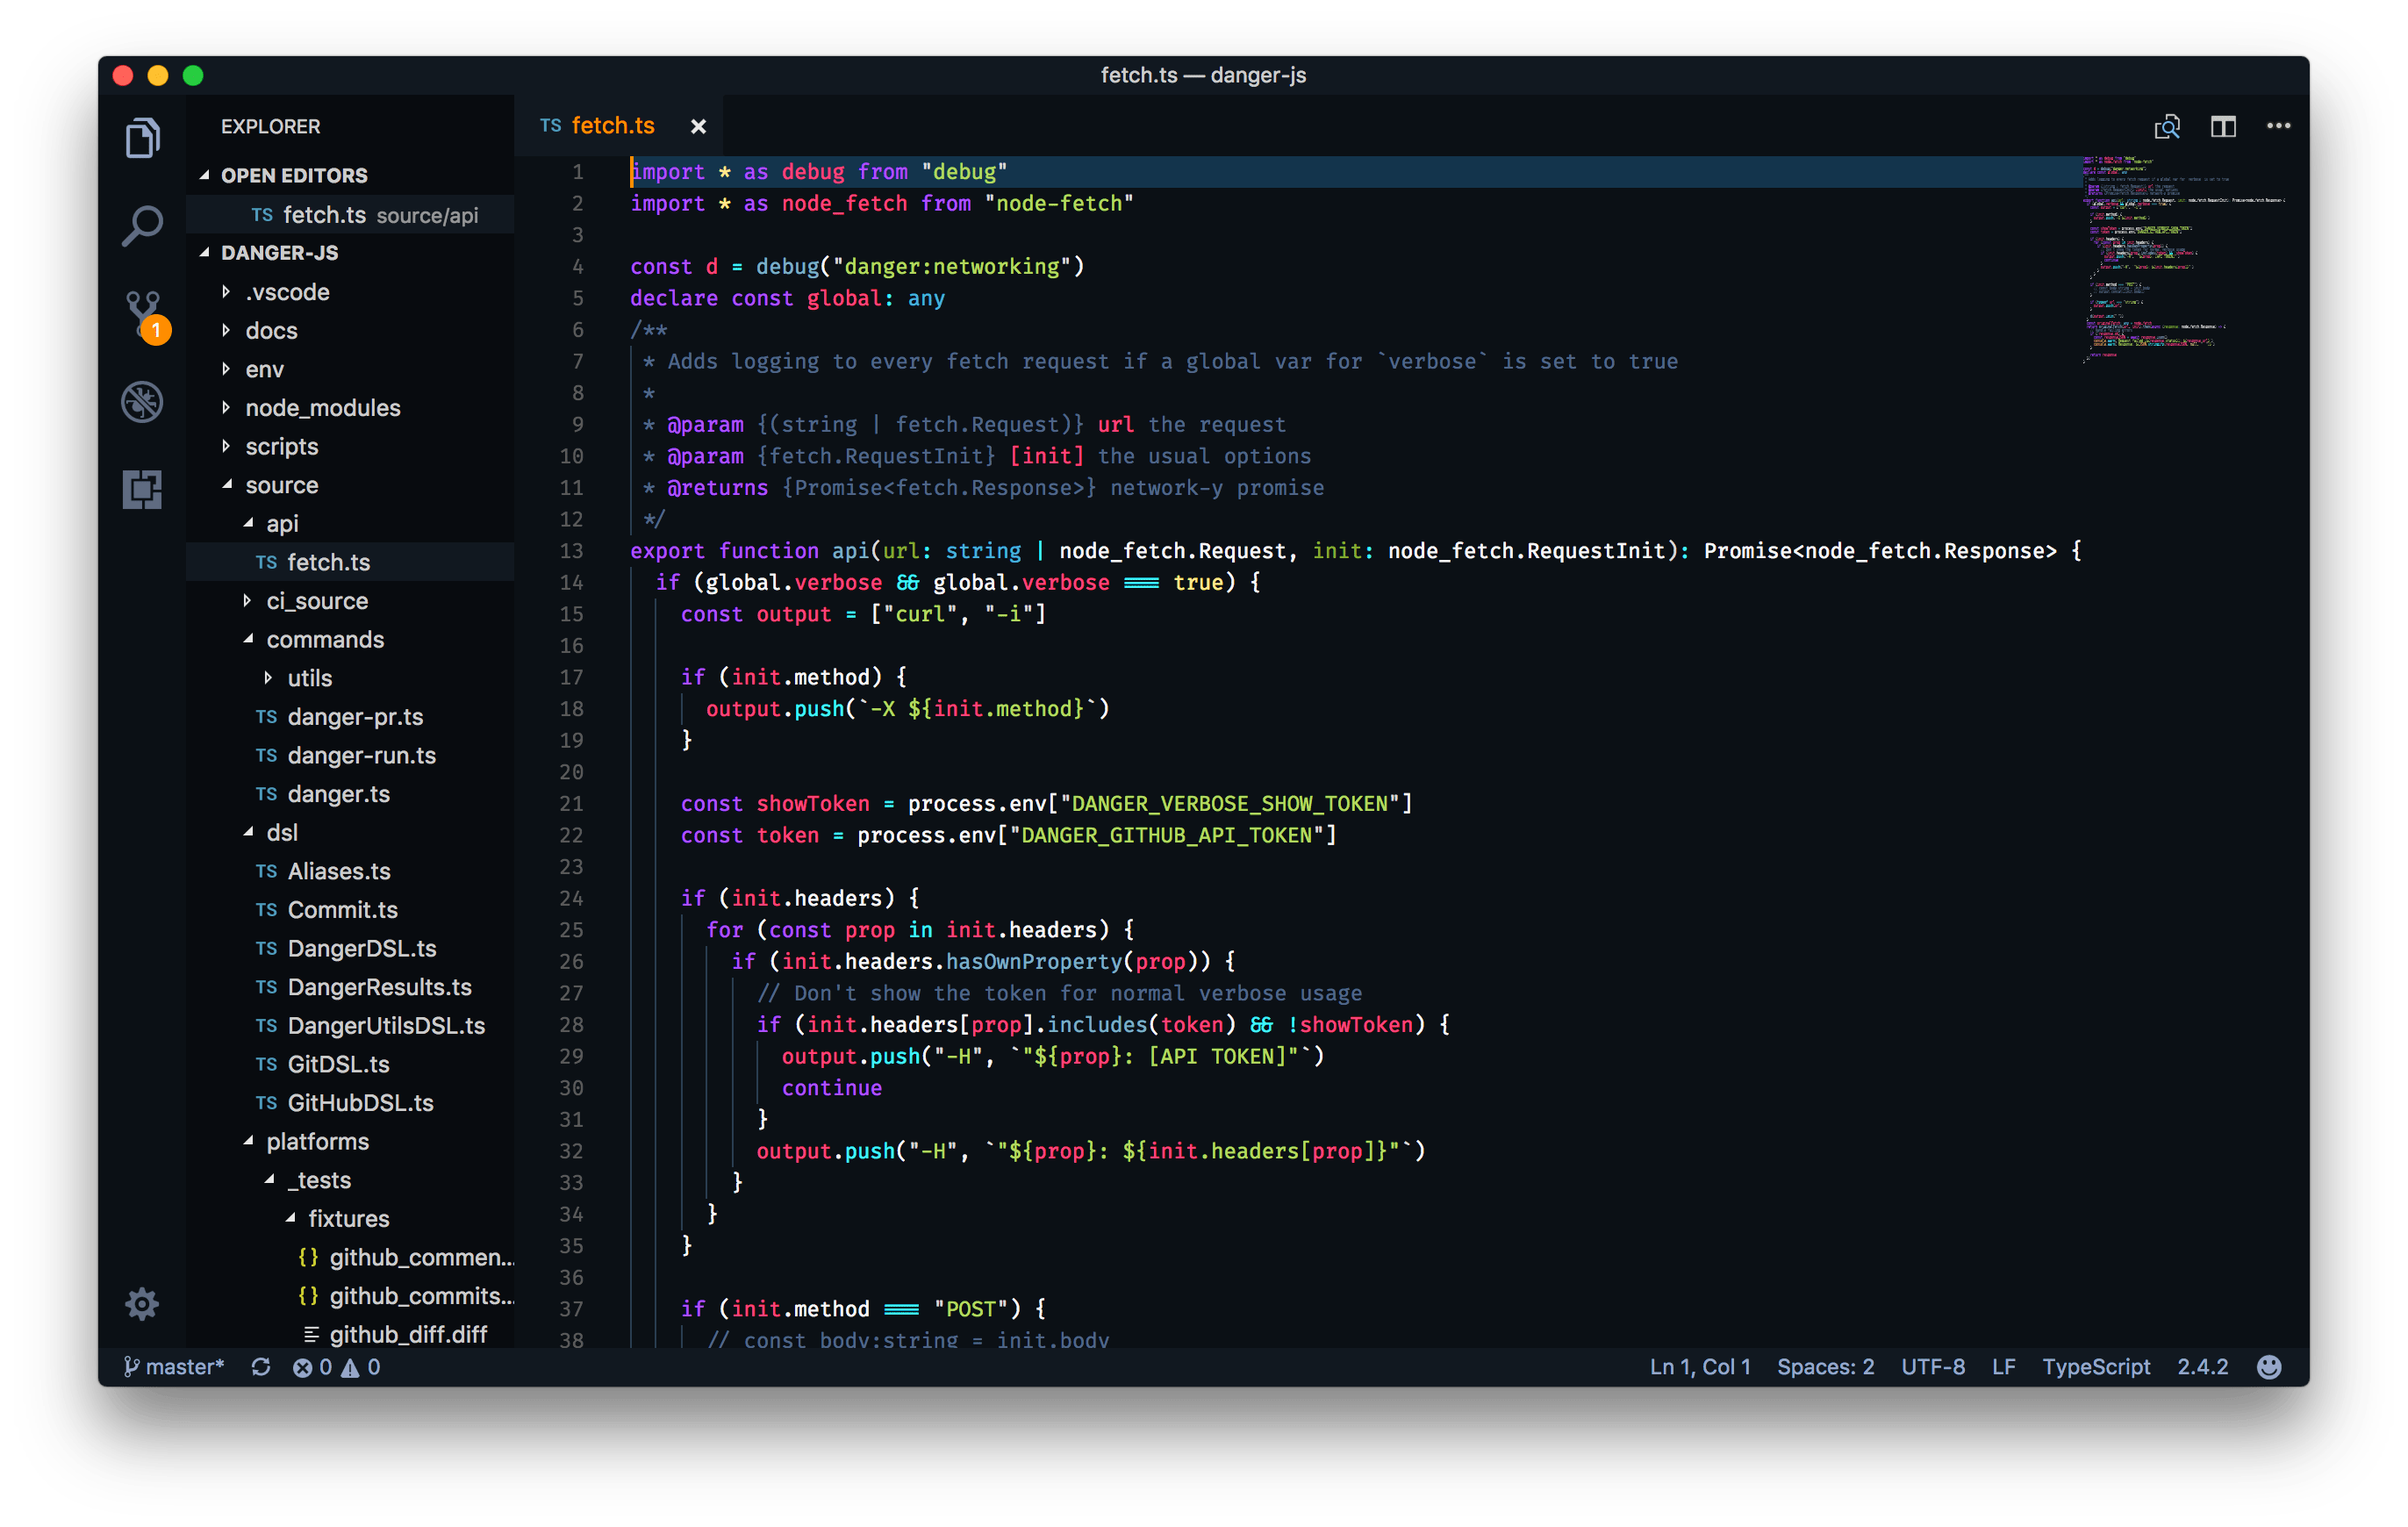 fetch.ts — danger-js
EXPLORER
OPEN EDITORS
TS fetch.ts source/api
DANGER-JS
.vscode
docs
env
node_modules
scripts
source
api
TS fetch.ts
ci_source
commands
utils
TS danger-pr.ts
TS danger-run.ts
TS danger.ts
dsl
TS Aliases.ts
TS Commit.ts
TS DangerDSL.ts
TS DangerResults.ts
TS DangerUtilsDSL.ts
TS GitDSL.ts
TS GitHubDSL.ts
platforms
_tests
fixtures
{} github_commen...
{} github_commits...
github_diff.diff
1
TS fetch.ts ×
1 import * as debug from "debug"
2 import * as node_fetch from "node-fetch"
3
4 const d = debug("danger:networking")
5 declare const global: any
6 /**
7 * Adds logging to every fetch request if a global var for `verbose` is set to true
8 *
9 * @param {(string | fetch.Request)} url the request
10 * @param {fetch.RequestInit} [init] the usual options
11 * @returns {Promise<fetch.Response>} network-y promise
12 */
13 export function api(url: string | node_fetch.Request, init: node_fetch.RequestInit): Promise<node_fetch.Response> {
14 if (global.verbose && global.verbose === true) {
15 const output = ["curl", "-i"]
16
17 if (init.method) {
18 output.push(`-X ${init.method}`)
19 }
20
21 const showToken = process.env["DANGER_VERBOSE_SHOW_TOKEN"]
22 const token = process.env["DANGER_GITHUB_API_TOKEN"]
23
24 if (init.headers) {
25 for (const prop in init.headers) {
26 if (init.headers.hasOwnProperty(prop)) {
27 // Don't show the token for normal verbose usage
28 if (init.headers[prop].includes(token) && !showToken) {
29 output.push("-H", `"${prop}: [API TOKEN]"`)
30 continue
31 }
32 output.push("-H", `"${prop}: ${init.headers[prop]}"`)
33 }
34 }
35 }
36
37 if (init.method === "POST") {
38 // const body:string = init.body
master* 0 0
Ln 1, Col 1 Spaces: 2 UTF-8 LF TypeScript 2.4.2